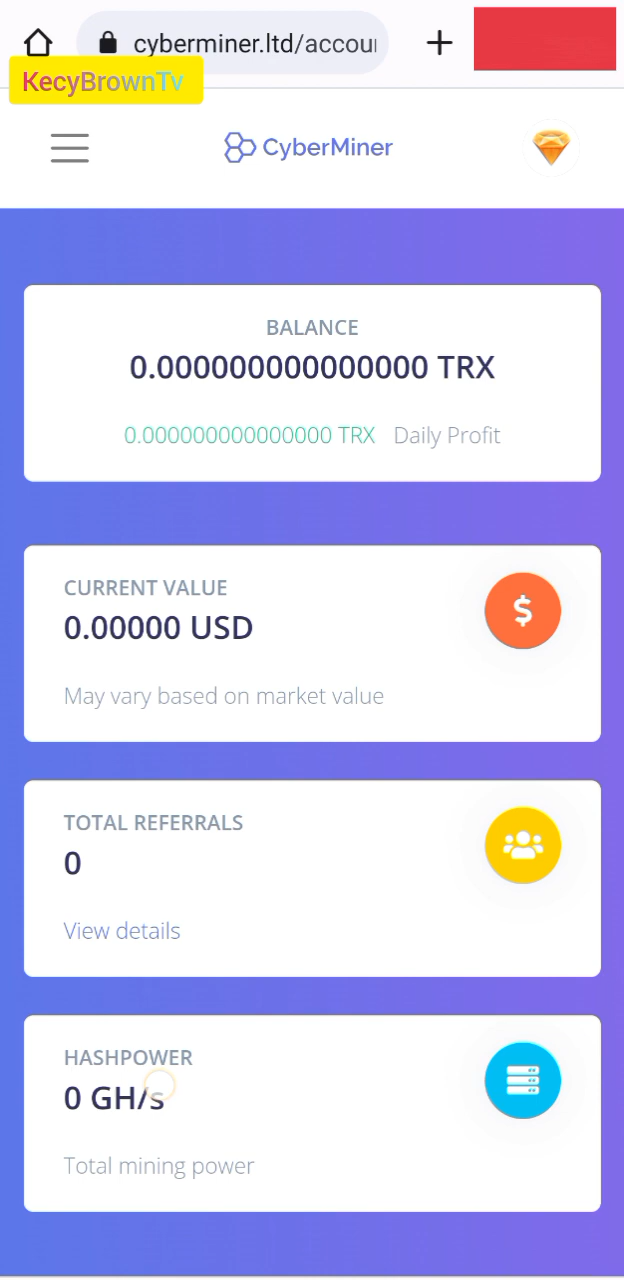 cyberminer.ltd/accou
KecyBrownTv
CyberMiner
BALANCE
0.000000000000000 TRX
0.000000000000000 TRX Daily Profit
CURRENT VALUE
0.00000 USD
May vary based on market value
TOTAL REFERRALS
0
View details
HASHPOWER
0 GH/s
Total mining power